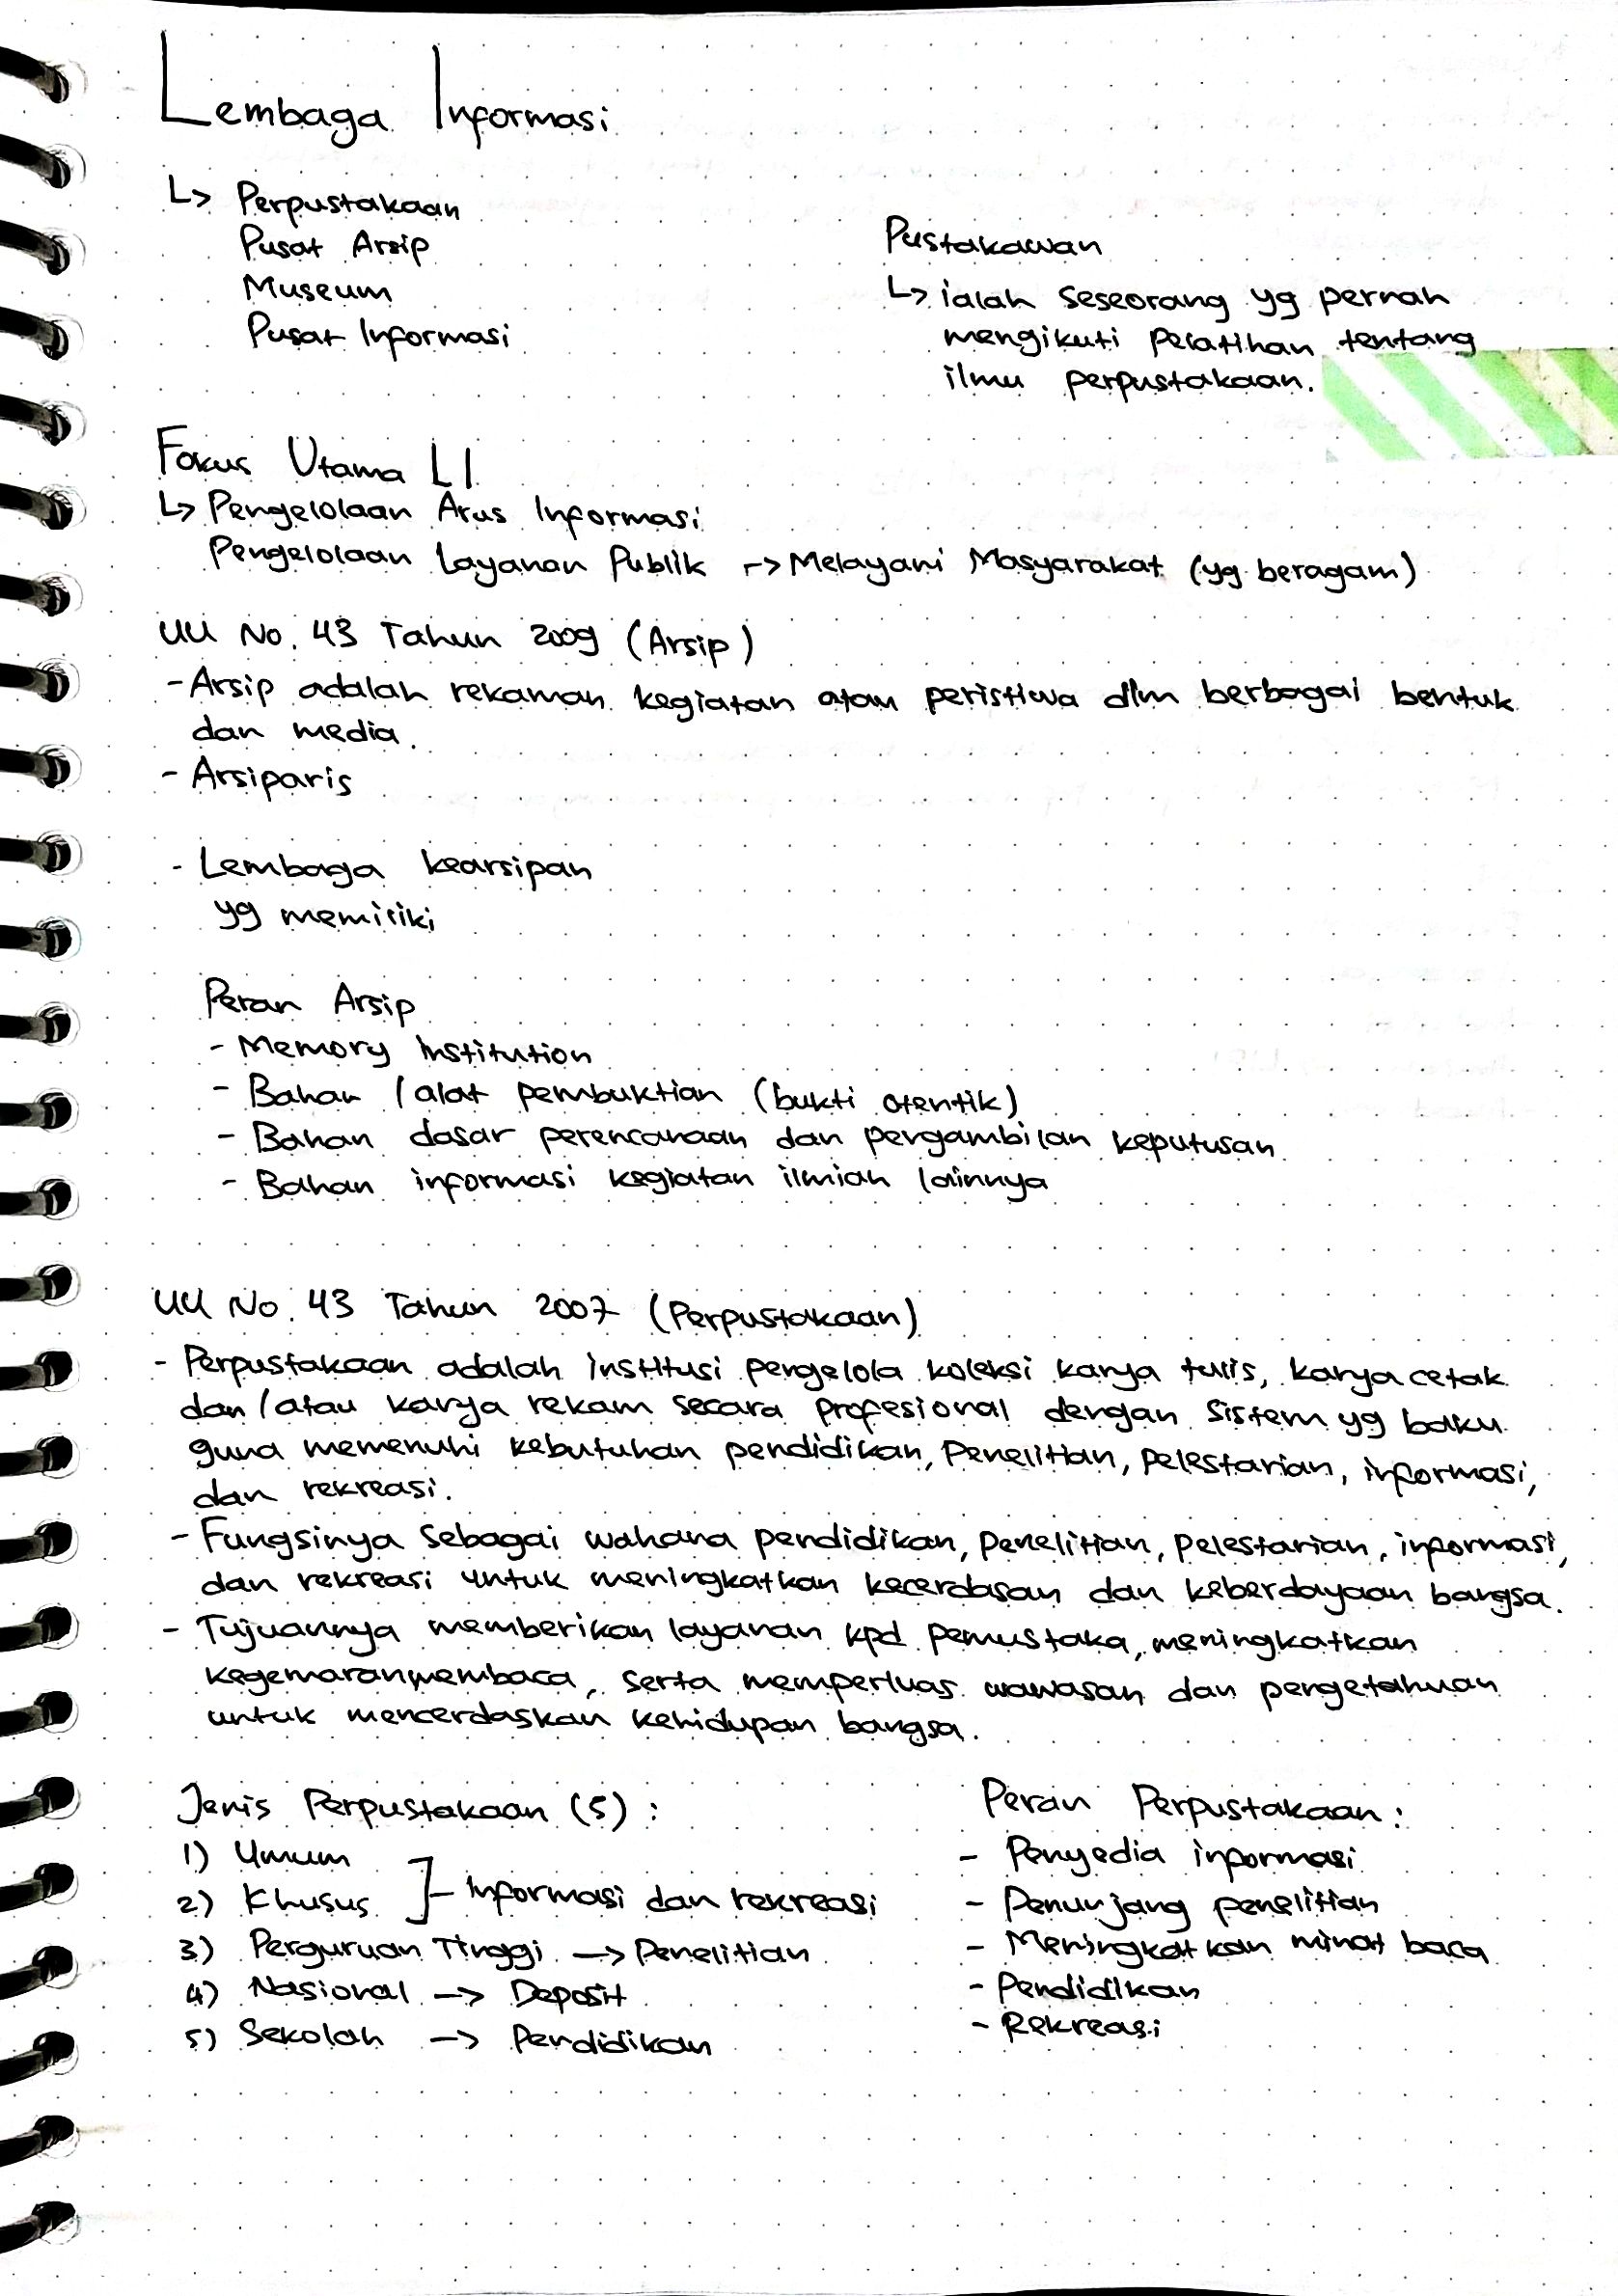 Lembaga Informasi
↳ Perpustakaan
Pusat Arsip
Museum
Pusat Informasi
Pustakawan
↳ ialah seseorang yg pernah
mengikuti pelatihan tentang
ilmu perpustakaan.
Fokus Utama LI
↳ Pengelolaan Arus Informasi
Pengelolaan Layanan Publik → Melayani Masyarakat (yg beragam)
UU No. 43 Tahun 2009 (Arsip)
- Arsip adalah rekaman kegiatan atau peristiwa dlm berbagai bentuk
dan media.
- Arsiparis
- Lembaga kearsipan
yg memiliki
Peran Arsip
- Memory Institution
- Bahan / alat pembuktian (bukti otentik)
- Bahan dasar perencanaan dan pengambilan keputusan
- Bahan informasi kegiatan ilmiah lainnya
UU No. 43 Tahun 2007 (Perpustakaan)
- Perpustakaan adalah institusi pengelola koleksi karya tulis, karya cetak
dan/atau karya rekam secara profesional dengan sistem yg baku
guna memenuhi kebutuhan pendidikan, penelitian, pelestarian, informasi,
dan rekreasi.
- Fungsinya sebagai wahana pendidikan, penelitian, pelestarian, informasi,
dan rekreasi untuk meningkatkan kecerdasan dan keberdayaan bangsa.
- Tujuannya memberikan layanan kpd pemustaka, meningkatkan
kegemaran membaca, serta memperluas wawasan dan pengetahuan
untuk mencerdaskan kehidupan bangsa.
Jenis Perpustakaan (5) :
1) Umum
2) Khusus ]- Informasi dan rekreasi
3) Perguruan Tinggi → Penelitian
4) Nasional → Deposit
5) Sekolah → Pendidikan
Peran Perpustakaan :
- Penyedia informasi
- Penunjang penelitian
- Meningkatkan minat baca
- Pendidikan
- Rekreasi